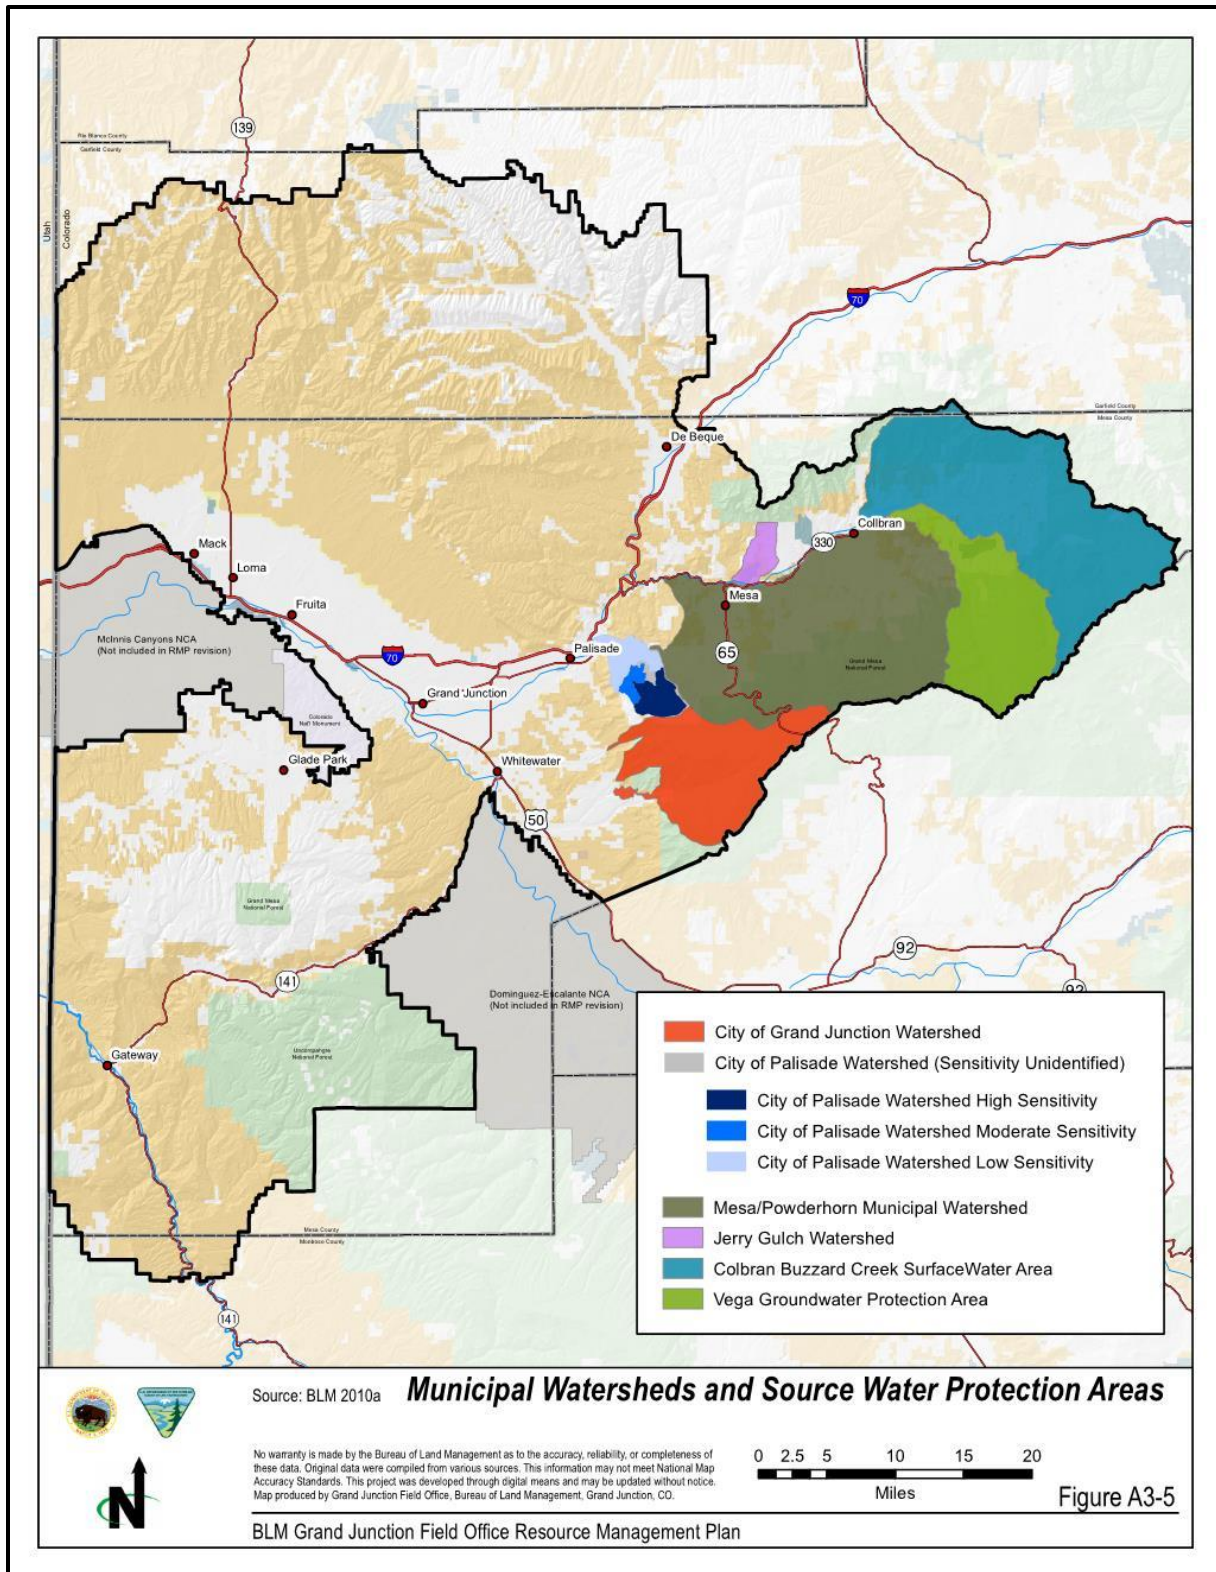 139
Rio Blanco County
Garfield County
Utah
Colorado
70
Garfield County
Mesa County
De Beque
Collbran
330
Mack
Loma
Mesa
Fruita
McInnis Canyons NCA
(Not included in RMP revision)
Palisade
65
70
Grand Mesa
National Forest
Grand Junction
Colorado
Nat'l Monument
Glade Park
Whitewater
50
Grand Mesa
National Forest
92
141
92
Dominguez-Escalante NCA
(Not included in RMP revision)
Gateway
Uncompahgre
National Forest
City of Grand Junction Watershed
City of Palisade Watershed (Sensitivity Unidentified)
City of Palisade Watershed High Sensitivity
City of Palisade Watershed Moderate Sensitivity
City of Palisade Watershed Low Sensitivity
Mesa/Powderhorn Municipal Watershed
Jerry Gulch Watershed
Colbran Buzzard Creek SurfaceWater Area
Vega Groundwater Protection Area
Mesa County
Montrose County
141
Source: BLM 2010a
Municipal Watersheds and Source Water Protection Areas
No warranty is made by the Bureau of Land Management as to the accuracy, reliability, or completeness of
these data. Original data were compiled from various sources. This information may not meet National Map
Accuracy Standards. This project was developed through digital means and may be updated without notice.
Map produced by Grand Junction Field Office, Bureau of Land Management, Grand Junction, CO.
0 2.5 5 10 15 20
Miles
N
Figure A3-5
BLM Grand Junction Field Office Resource Management Plan